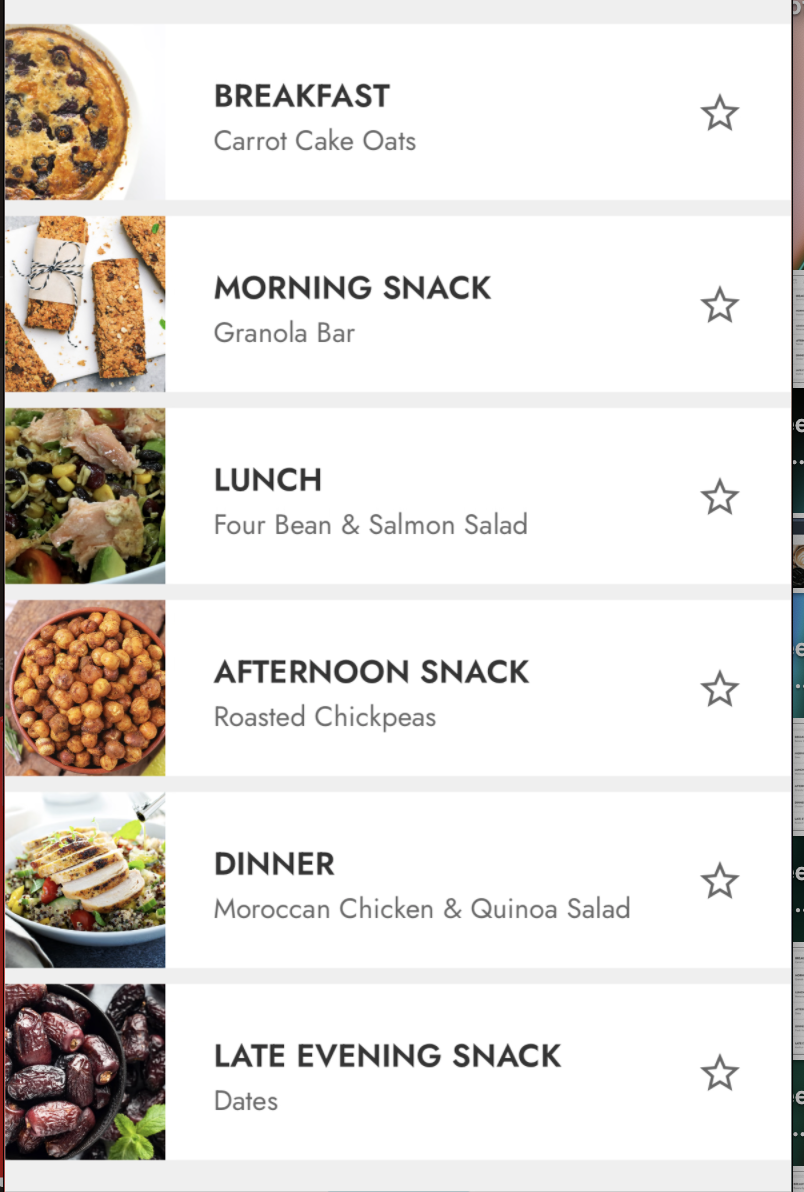 BREAKFAST
Carrot Cake Oats
MORNING SNACK
Granola Bar
LUNCH
Four Bean & Salmon Salad
AFTERNOON SNACK
Roasted Chickpeas
DINNER
Moroccan Chicken & Quinoa Salad
LATE EVENING SNACK
Dates